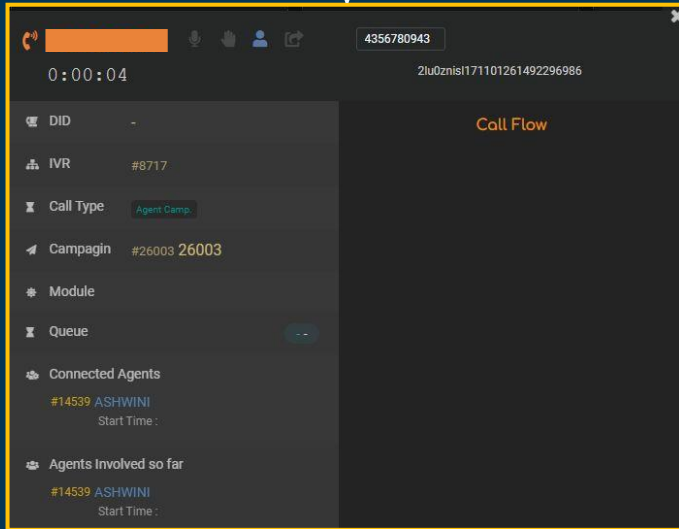 4356780943
0:00:04
2lu0znisl171101261492296986
DID -
IVR #8717
Call Type Agent Camp.
Campagin #26003 26003
Module
Queue --
Connected Agents
#14539 ASHWINI
Start Time :
Agents Involved so far
#14539 ASHWINI
Start Time :
Call Flow